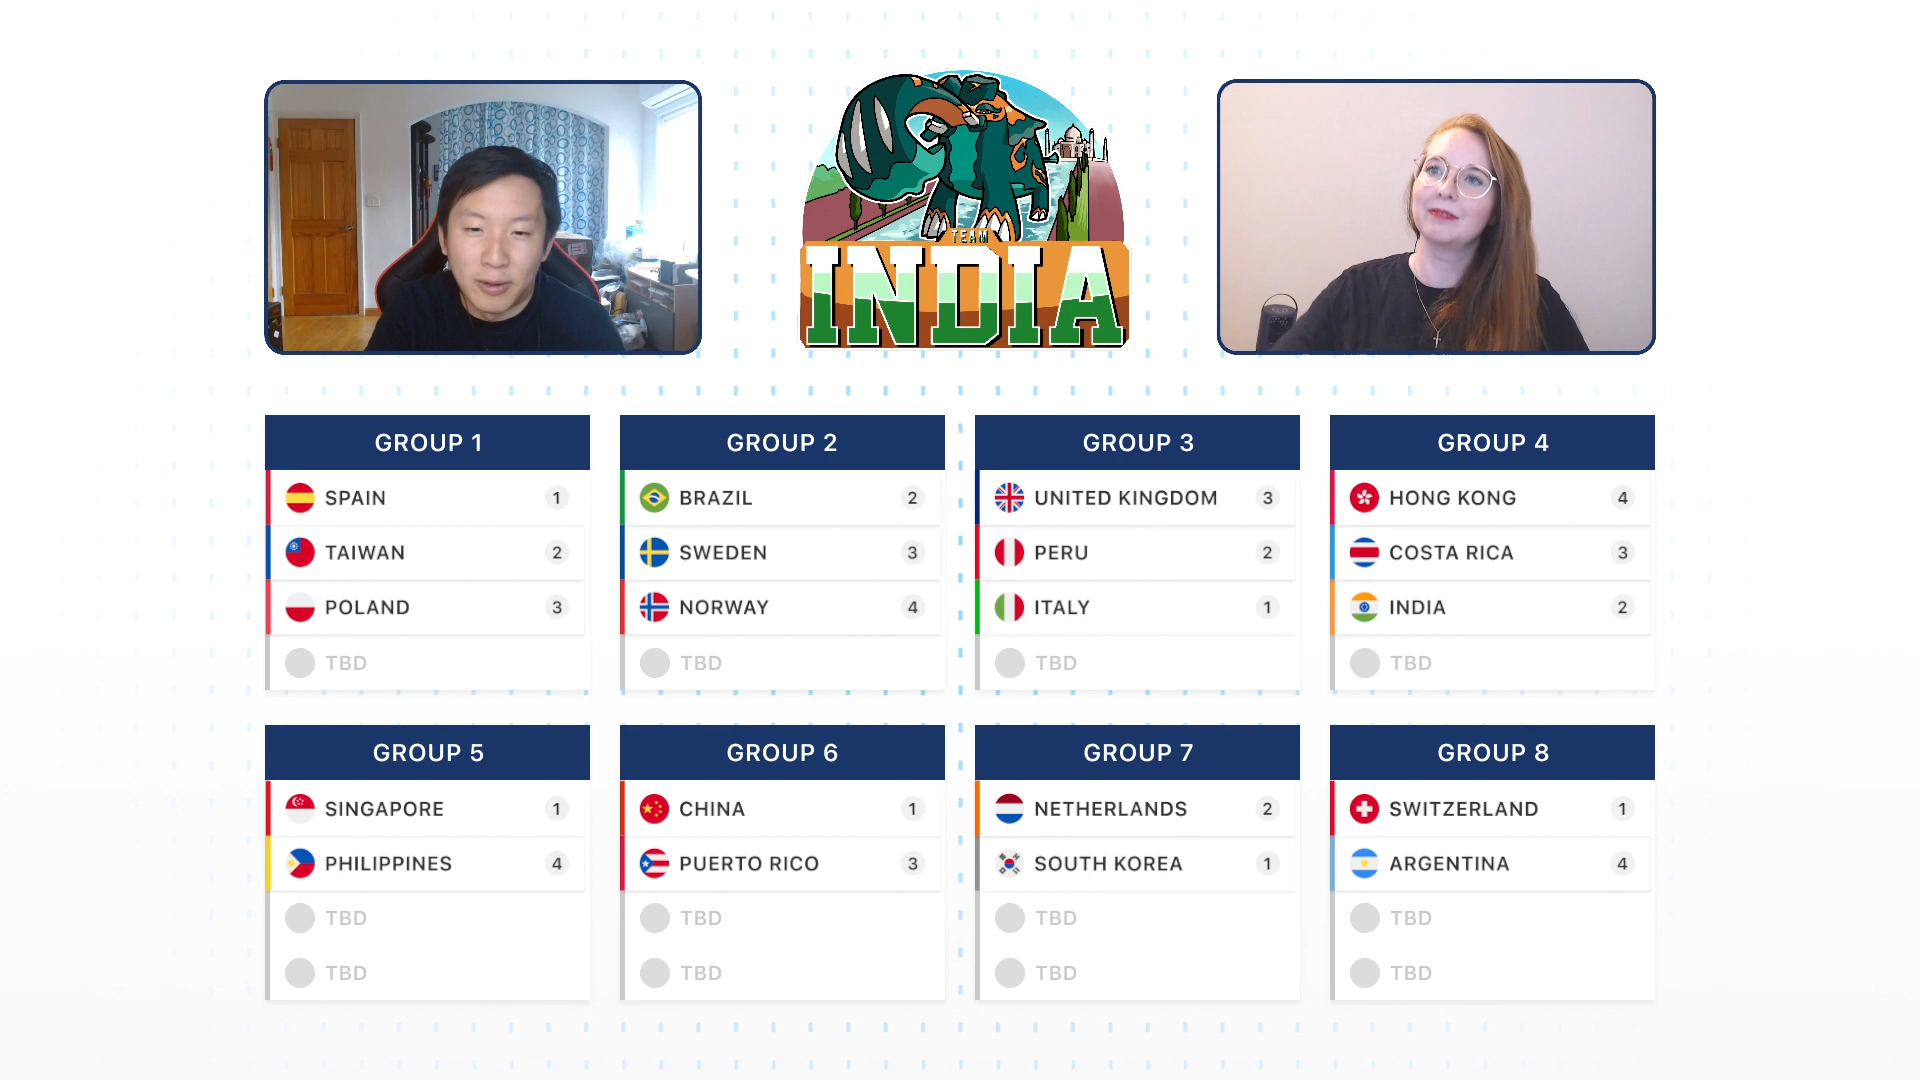 TEAM
INDIA
GROUP 1
SPAIN 1
TAIWAN 2
POLAND 3
TBD
GROUP 2
BRAZIL 2
SWEDEN 3
NORWAY 4
TBD
GROUP 3
UNITED KINGDOM 3
PERU 2
ITALY 1
TBD
GROUP 4
HONG KONG 4
COSTA RICA 3
INDIA 2
TBD
GROUP 5
SINGAPORE 1
PHILIPPINES 4
TBD
TBD
GROUP 6
CHINA 1
PUERTO RICO 3
TBD
TBD
GROUP 7
NETHERLANDS 2
SOUTH KOREA 1
TBD
TBD
GROUP 8
SWITZERLAND 1
ARGENTINA 4
TBD
TBD